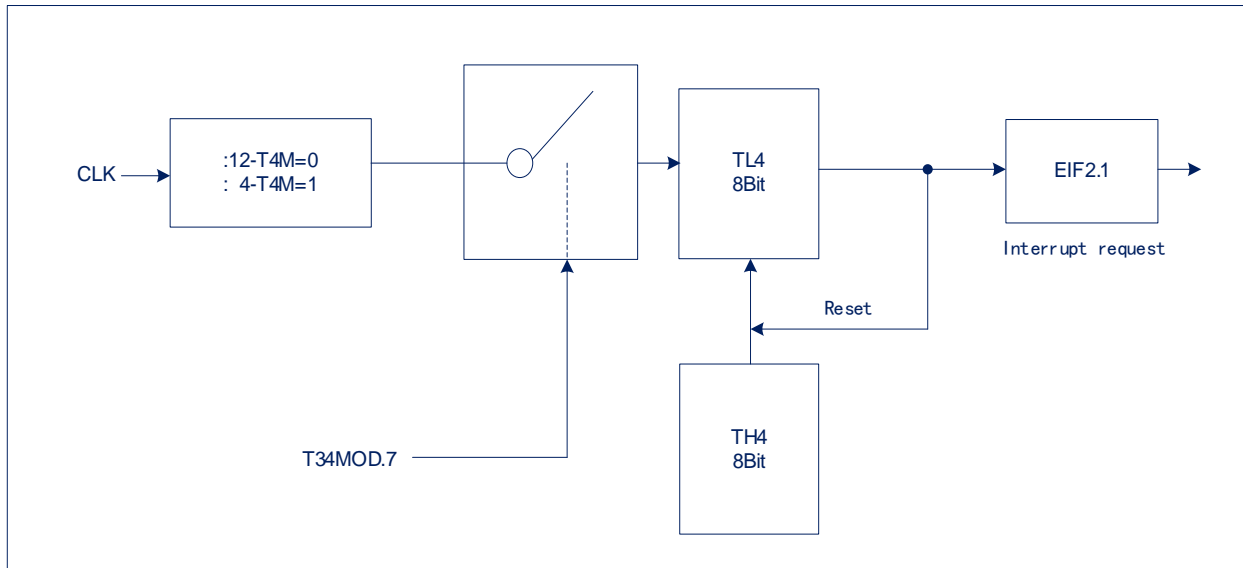 CLK
:12-T4M=0
: 4-T4M=1
TL4
8Bit
EIF2.1
Interrupt request
Reset
T34MOD.7
TH4
8Bit